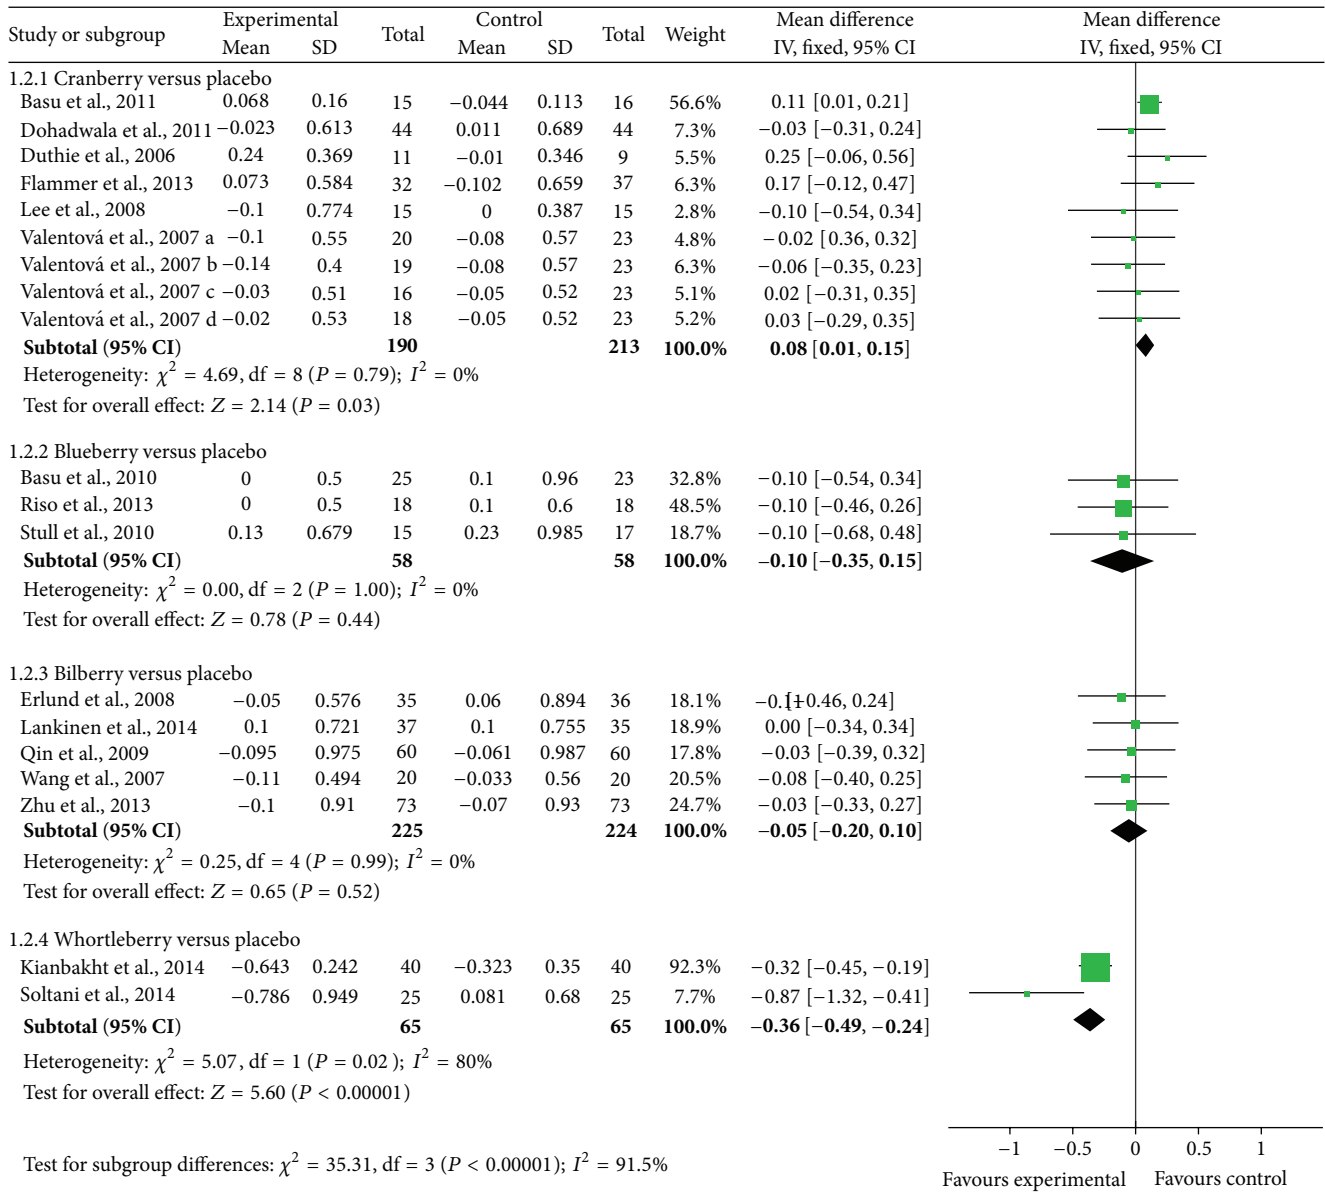 Study or subgroup Experimental Total Control Total Weight Mean difference Mean difference
Mean SD Mean SD IV, fixed, 95% CI IV, fixed, 95% CI
1.2.1 Cranberry versus placebo
Basu et al., 2011 0.068 0.16 15 −0.044 0.113 16 56.6% 0.11 [0.01, 0.21]
Dohadwala et al., 2011 −0.023 0.613 44 0.011 0.689 44 7.3% −0.03 [−0.31, 0.24]
Duthie et al., 2006 0.24 0.369 11 −0.01 0.346 9 5.5% 0.25 [−0.06, 0.56]
Flammer et al., 2013 0.073 0.584 32 −0.102 0.659 37 6.3% 0.17 [−0.12, 0.47]
Lee et al., 2008 −0.1 0.774 15 0 0.387 15 2.8% −0.10 [−0.54, 0.34]
Valentová et al., 2007 a −0.1 0.55 20 −0.08 0.57 23 4.8% −0.02 [0.36, 0.32]
Valentová et al., 2007 b −0.14 0.4 19 −0.08 0.57 23 6.3% −0.06 [−0.35, 0.23]
Valentová et al., 2007 c −0.03 0.51 16 −0.05 0.52 23 5.1% 0.02 [−0.31, 0.35]
Valentová et al., 2007 d −0.02 0.53 18 −0.05 0.52 23 5.2% 0.03 [−0.29, 0.35]
Subtotal (95% CI) 190 213 100.0% 0.08 [0.01, 0.15]
Heterogeneity: χ² = 4.69, df = 8 (P = 0.79); I² = 0%
Test for overall effect: Z = 2.14 (P = 0.03)
1.2.2 Blueberry versus placebo
Basu et al., 2010 0 0.5 25 0.1 0.96 23 32.8% −0.10 [−0.54, 0.34]
Riso et al., 2013 0 0.5 18 0.1 0.6 18 48.5% −0.10 [−0.46, 0.26]
Stull et al., 2010 0.13 0.679 15 0.23 0.985 17 18.7% −0.10 [−0.68, 0.48]
Subtotal (95% CI) 58 58 100.0% −0.10 [−0.35, 0.15]
Heterogeneity: χ² = 0.00, df = 2 (P = 1.00); I² = 0%
Test for overall effect: Z = 0.78 (P = 0.44)
1.2.3 Bilberry versus placebo
Erlund et al., 2008 −0.05 0.576 35 0.06 0.894 36 18.1% 0.46, 0.24]
Lankinen et al., 2014 0.1 0.721 37 0.1 0.755 35 18.9% 0.00 [−0.34, 0.34]
Qin et al., 2009 −0.095 0.975 60 −0.061 0.987 60 17.8% −0.03 [−0.39, 0.32]
Wang et al., 2007 −0.11 0.494 20 −0.033 0.56 20 20.5% −0.08 [−0.40, 0.25]
Zhu et al., 2013 −0.1 0.91 73 −0.07 0.93 73 24.7% −0.03 [−0.33, 0.27]
Subtotal (95% CI) 225 224 100.0% −0.05 [−0.20, 0.10]
Heterogeneity: χ² = 0.25, df = 4 (P = 0.99); I² = 0%
Test for overall effect: Z = 0.65 (P = 0.52)
1.2.4 Whortleberry versus placebo
Kianbakht et al., 2014 −0.643 0.242 40 −0.323 0.35 40 92.3% −0.32 [−0.45, −0.19]
Soltani et al., 2014 −0.786 0.949 25 0.081 0.68 25 7.7% −0.87 [−1.32, −0.41]
Subtotal (95% CI) 65 65 100.0% −0.36 [−0.49, −0.24]
Heterogeneity: χ² = 5.07, df = 1 (P = 0.02 ); I² = 80%
Test for overall effect: Z = 5.60 (P < 0.00001)
−1 −0.5 0 0.5 1
Test for subgroup differences: χ² = 35.31, df = 3 (P < 0.00001); I² = 91.5%
Favours experimental Favours control